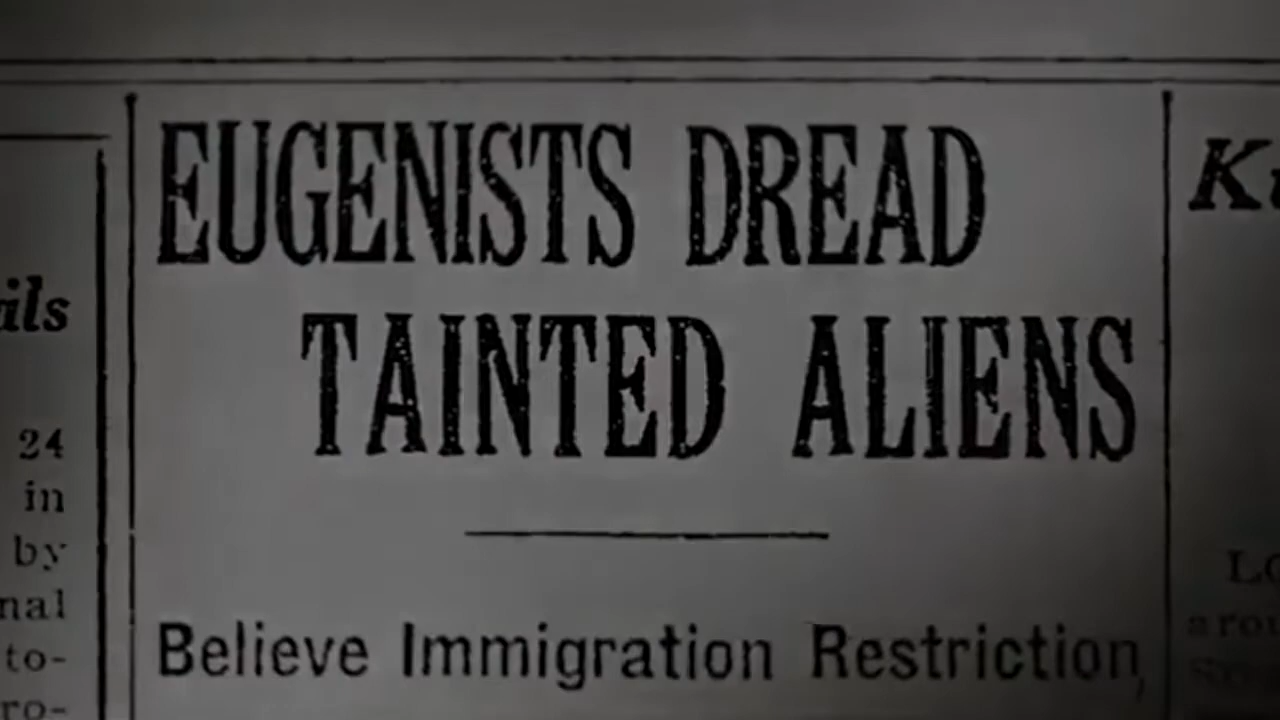 EUGENISTS DREAD
TAINTED ALIENS
Believe Immigration Restriction
ils
24
in
by
nal
to-
ro-
K